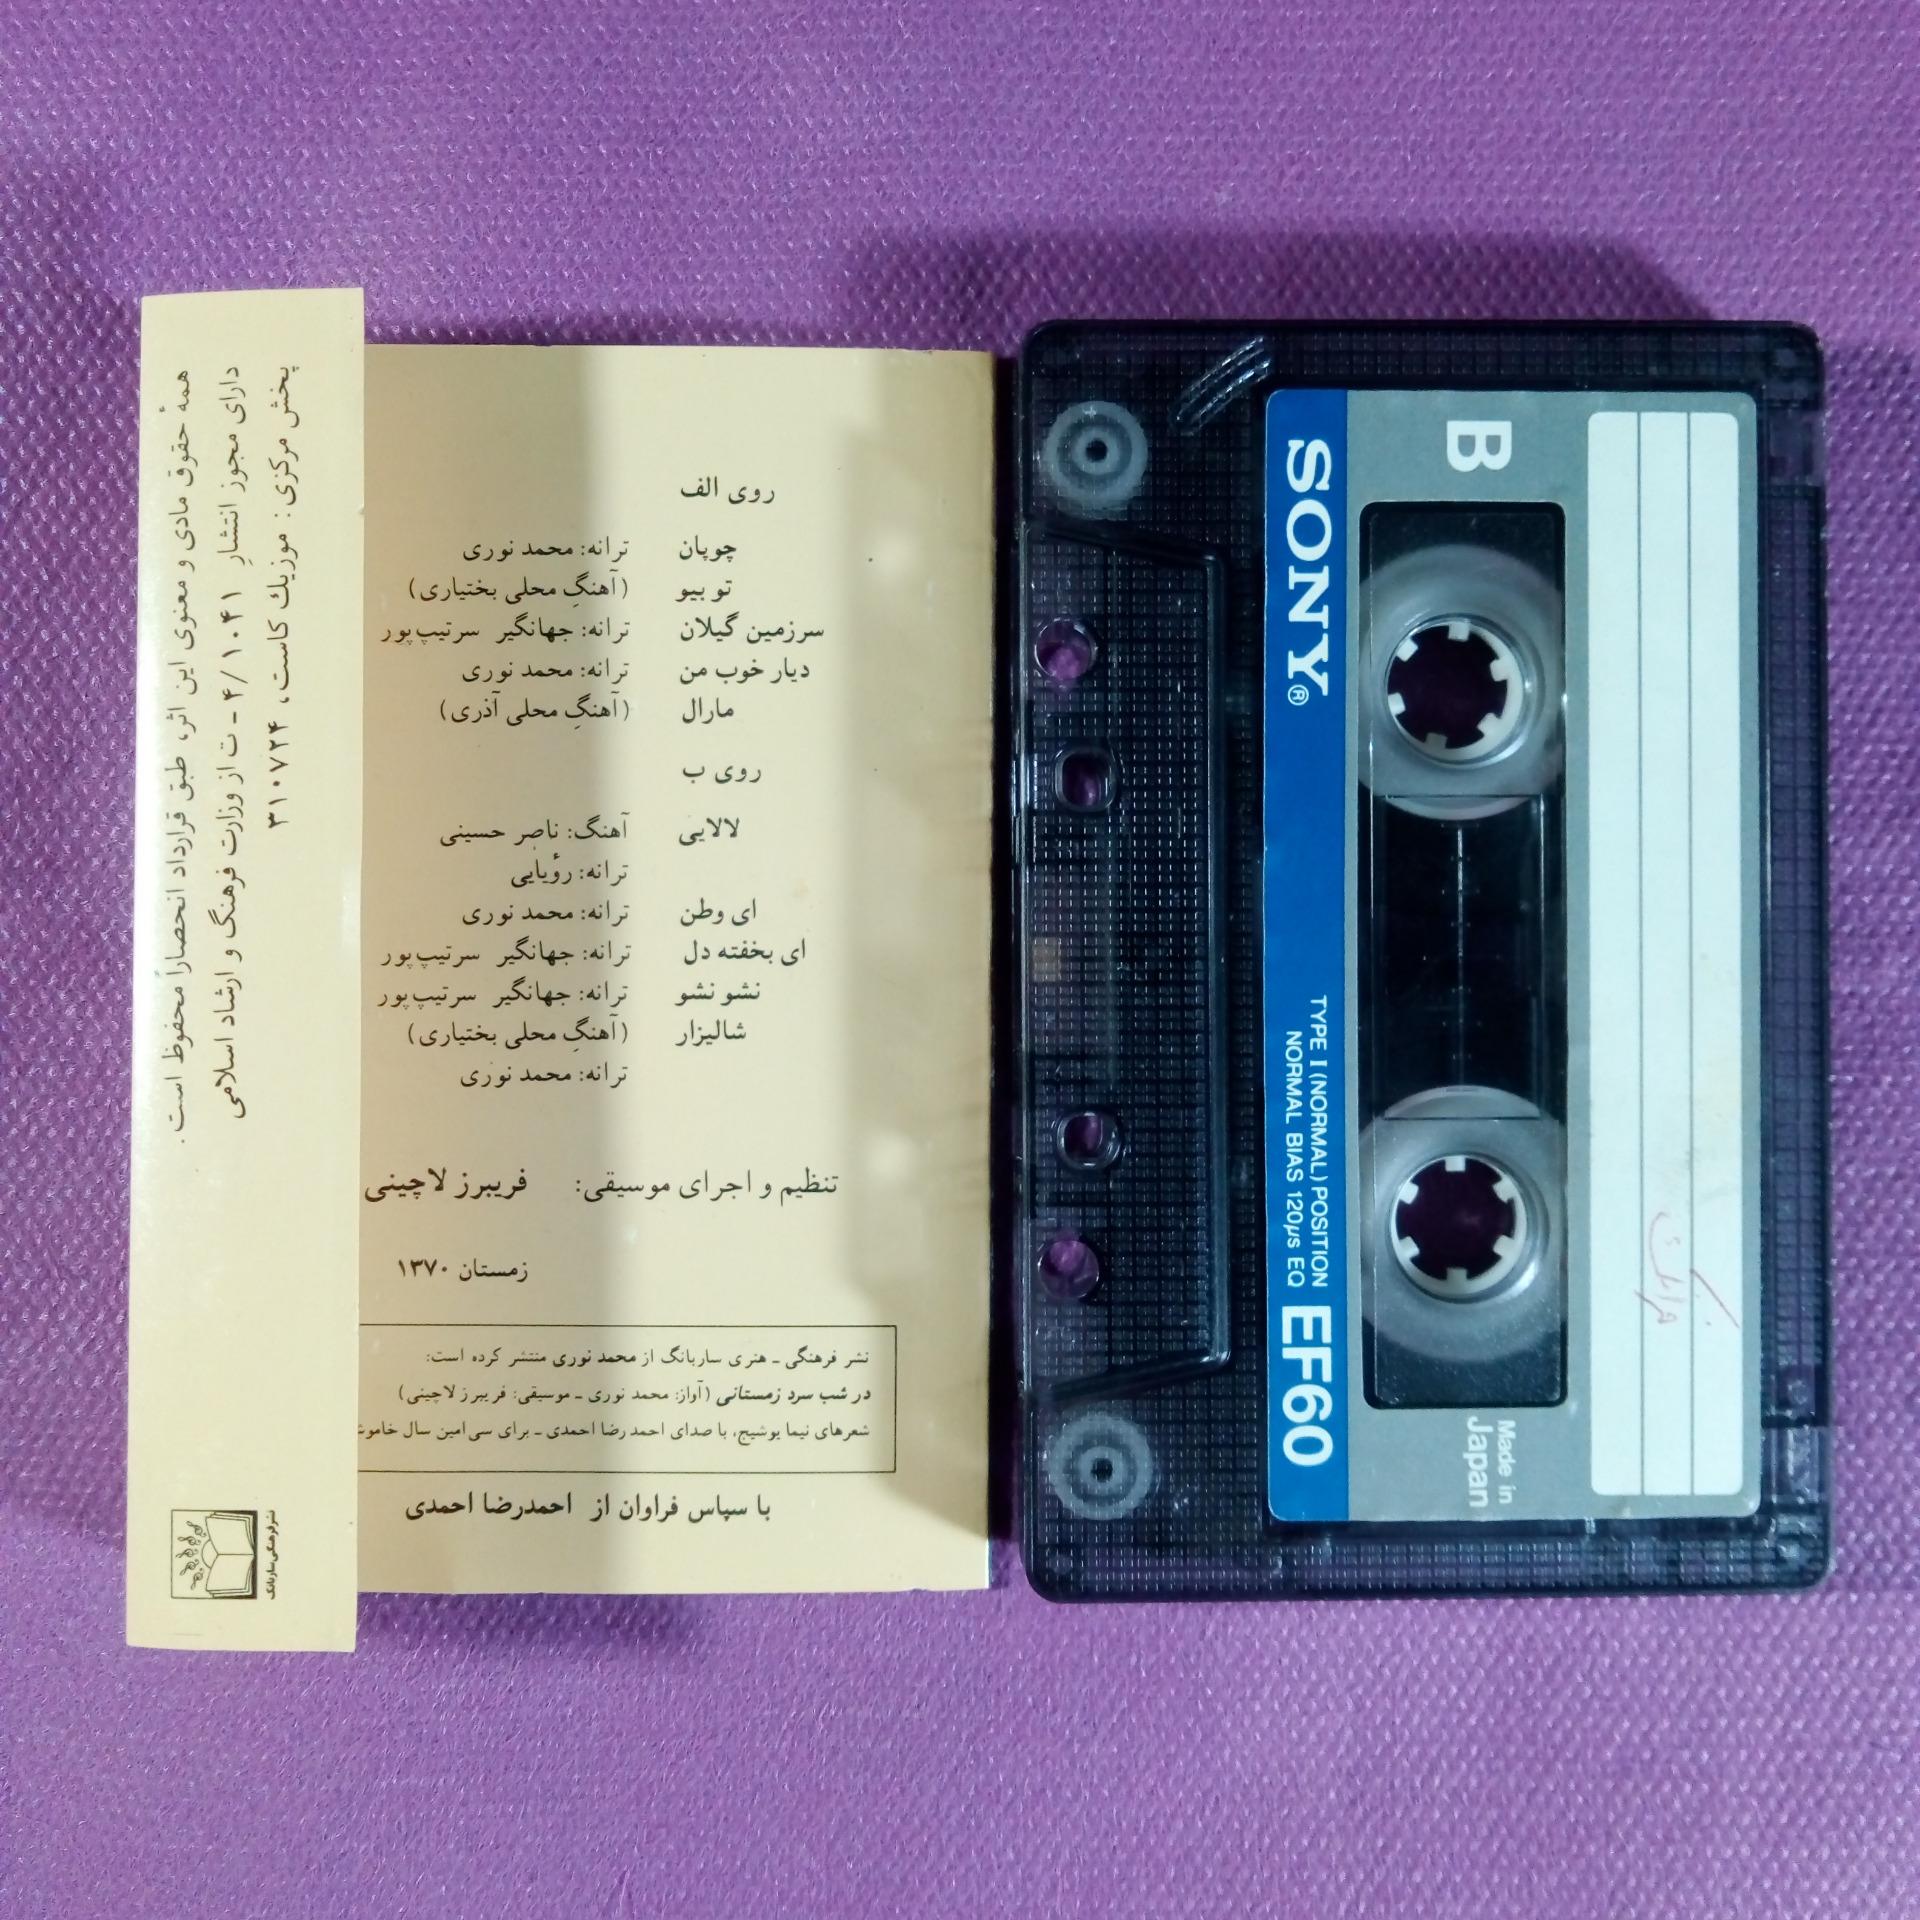 همهٔ حقوق مادی و معنوی این اثر، طبق قرارداد انحصاراً محفوظ است.
دارای مجوز انتشارِ ۴/۱۰۴۱ ـ ت از وزارت فرهنگ و ارشاد اسلامی
پخش مرکزی: موزیك کاست، ۳۱۰۷۲۴
نشر فرهنگی ساربانگ
روی الف
چوپان ترانه: محمد نوری
تو بیو (آهنگِ محلی بختیاری)
سرزمین گیلان ترانه: جهانگیر سرتیپ‌پور
دیار خوب من ترانه: محمد نوری
مارال (آهنگِ محلی آذری)
روی ب
لالایی آهنگ: ناصر حسینی
ترانه: رؤیایی
ای وطن ترانه: محمد نوری
ای بخفته دل ترانه: جهانگیر سرتیپ‌پور
نشو نشو ترانه: جهانگیر سرتیپ‌پور
شالیزار (آهنگِ محلی بختیاری)
ترانه: محمد نوری
تنظیم و اجرای موسیقی: فریبرز لاچینی
زمستان ۱۳۷۰
نشر فرهنگی ـ هنری ساربانگ از محمد نوری منتشر کرده است:
در شب سرد زمستانی (آواز: محمد نوری ـ موسیقی: فریبرز لاچینی)
شعرهای نیما یوشیج، با صدای احمد رضا احمدی ـ برای سی‌امین سال خاموش
با سپاس فراوان از احمدرضا احمدی
B
SONY®
TYPE I (NORMAL) POSITION
NORMAL BIAS 120µs EQ
EF60
Made in
Japan